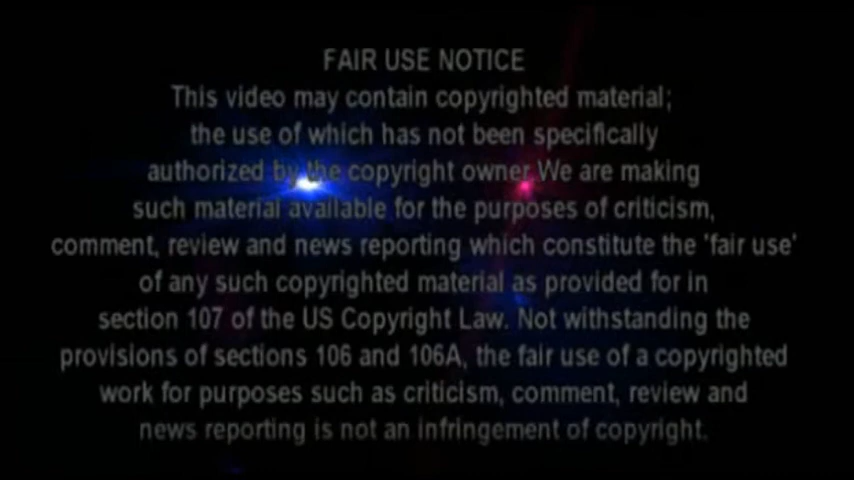 FAIR USE NOTICE
This video may contain copyrighted material;
the use of which has not been specifically
authorized by the copyright owner.We are making
such material available for the purposes of criticism,
comment, review and news reporting which constitute the 'fair use'
of any such copyrighted material as provided for in
section 107 of the US Copyright Law. Not withstanding the
provisions of sections 106 and 106A, the fair use of a copyrighted
work for purposes such as criticism, comment, review and
news reporting is not an infringement of copyright.